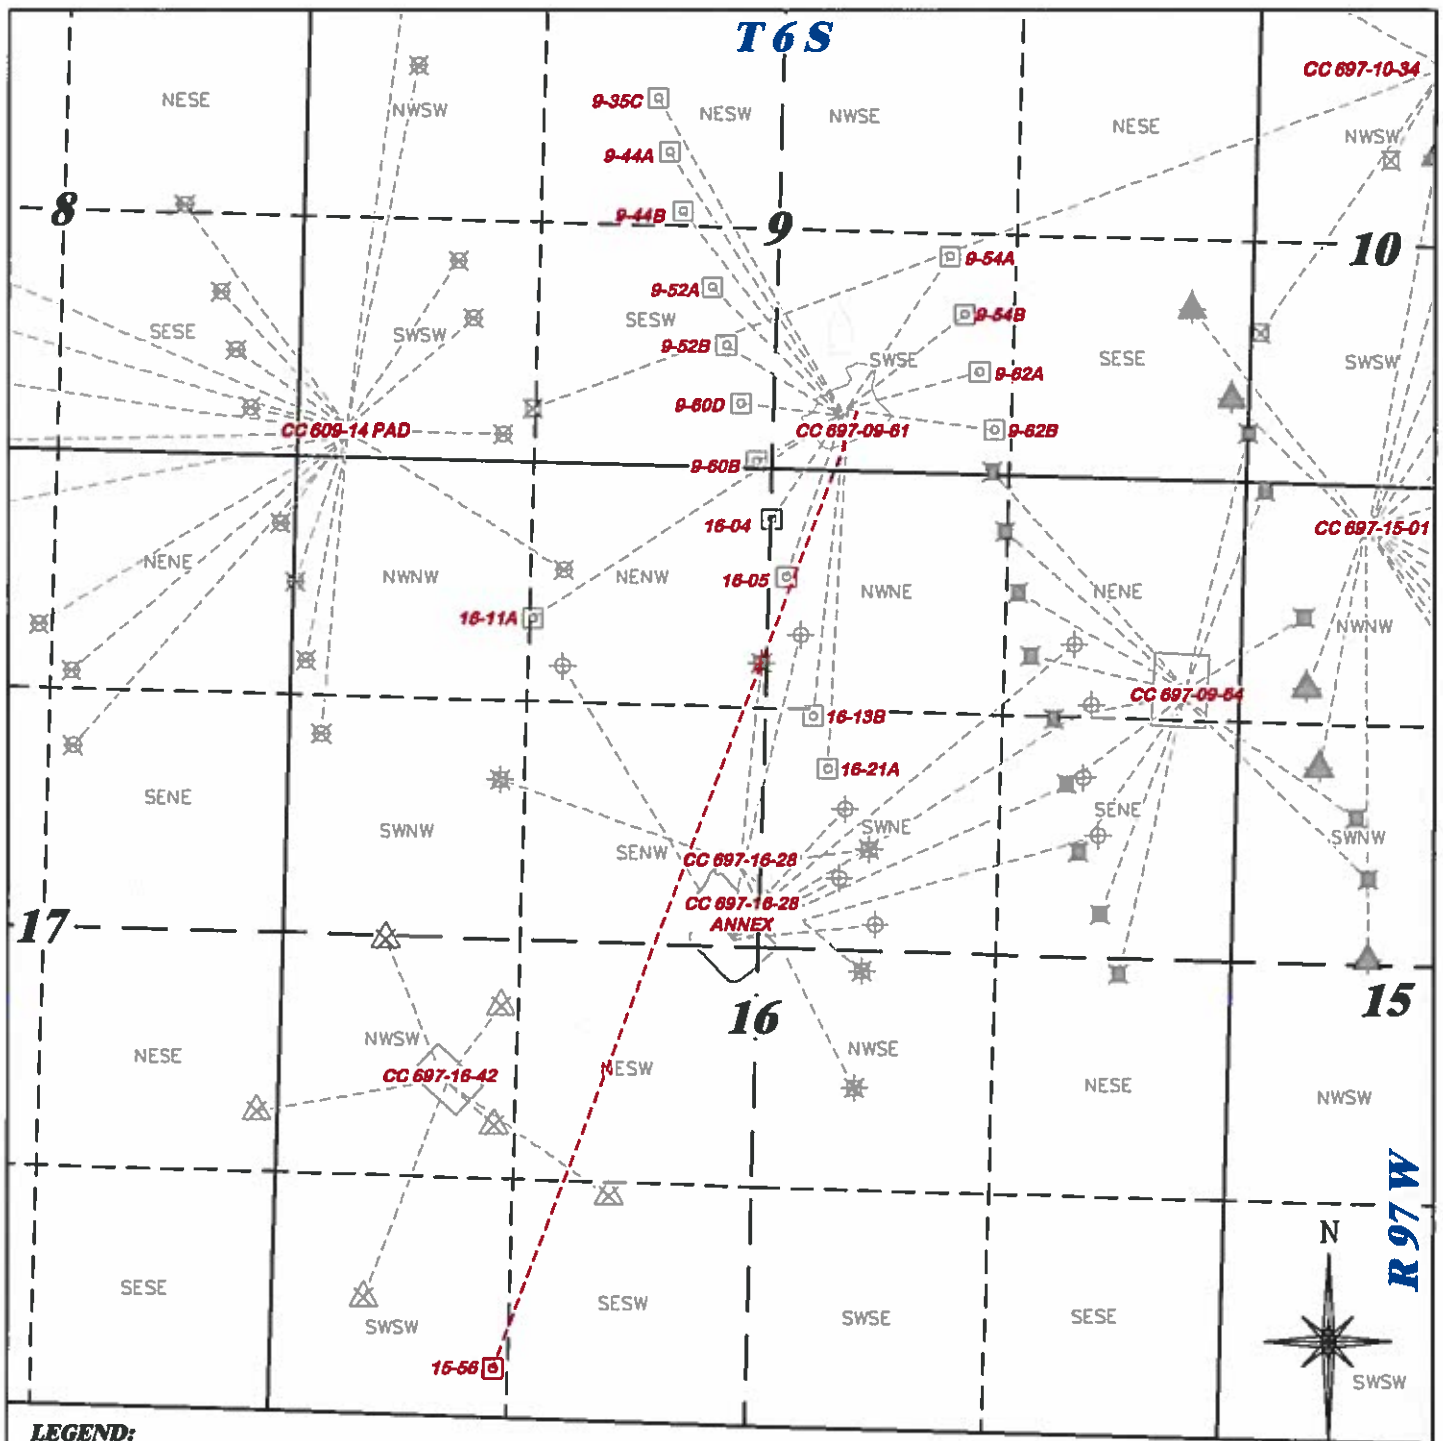 T 6 S
CC 697-10-34
NESE
NWSW
9-35C
NESW
NWSE
NESE
NWSW
9-44A
8
9-44B
9
10
9-54A
9-52A
SESE
SWSW
SESW
9-54B
9-52B
SWSE
SESE
SWSW
9-62A
9-60D
CC 609-14 PAD
CC 697-09-61
9-62B
9-60B
16-04
CC 697-15-01
NENE
NWNW
NENW
16-05
NWNE
NENE
16-11A
NWNW
CC 697-09-64
16-13B
16-21A
SENE
SWNW
SENW
SWNE
SENE
SWNW
CC 697-16-28
CC 697-16-28
ANNEX
17
16
15
NWSW
NWSE
NESE
CC 697-16-42
NESW
NESE
NWSW
R 97 W
N
SESE
SWSW
SESW
SWSE
SESE
15-56
SWSW
LEGEND: